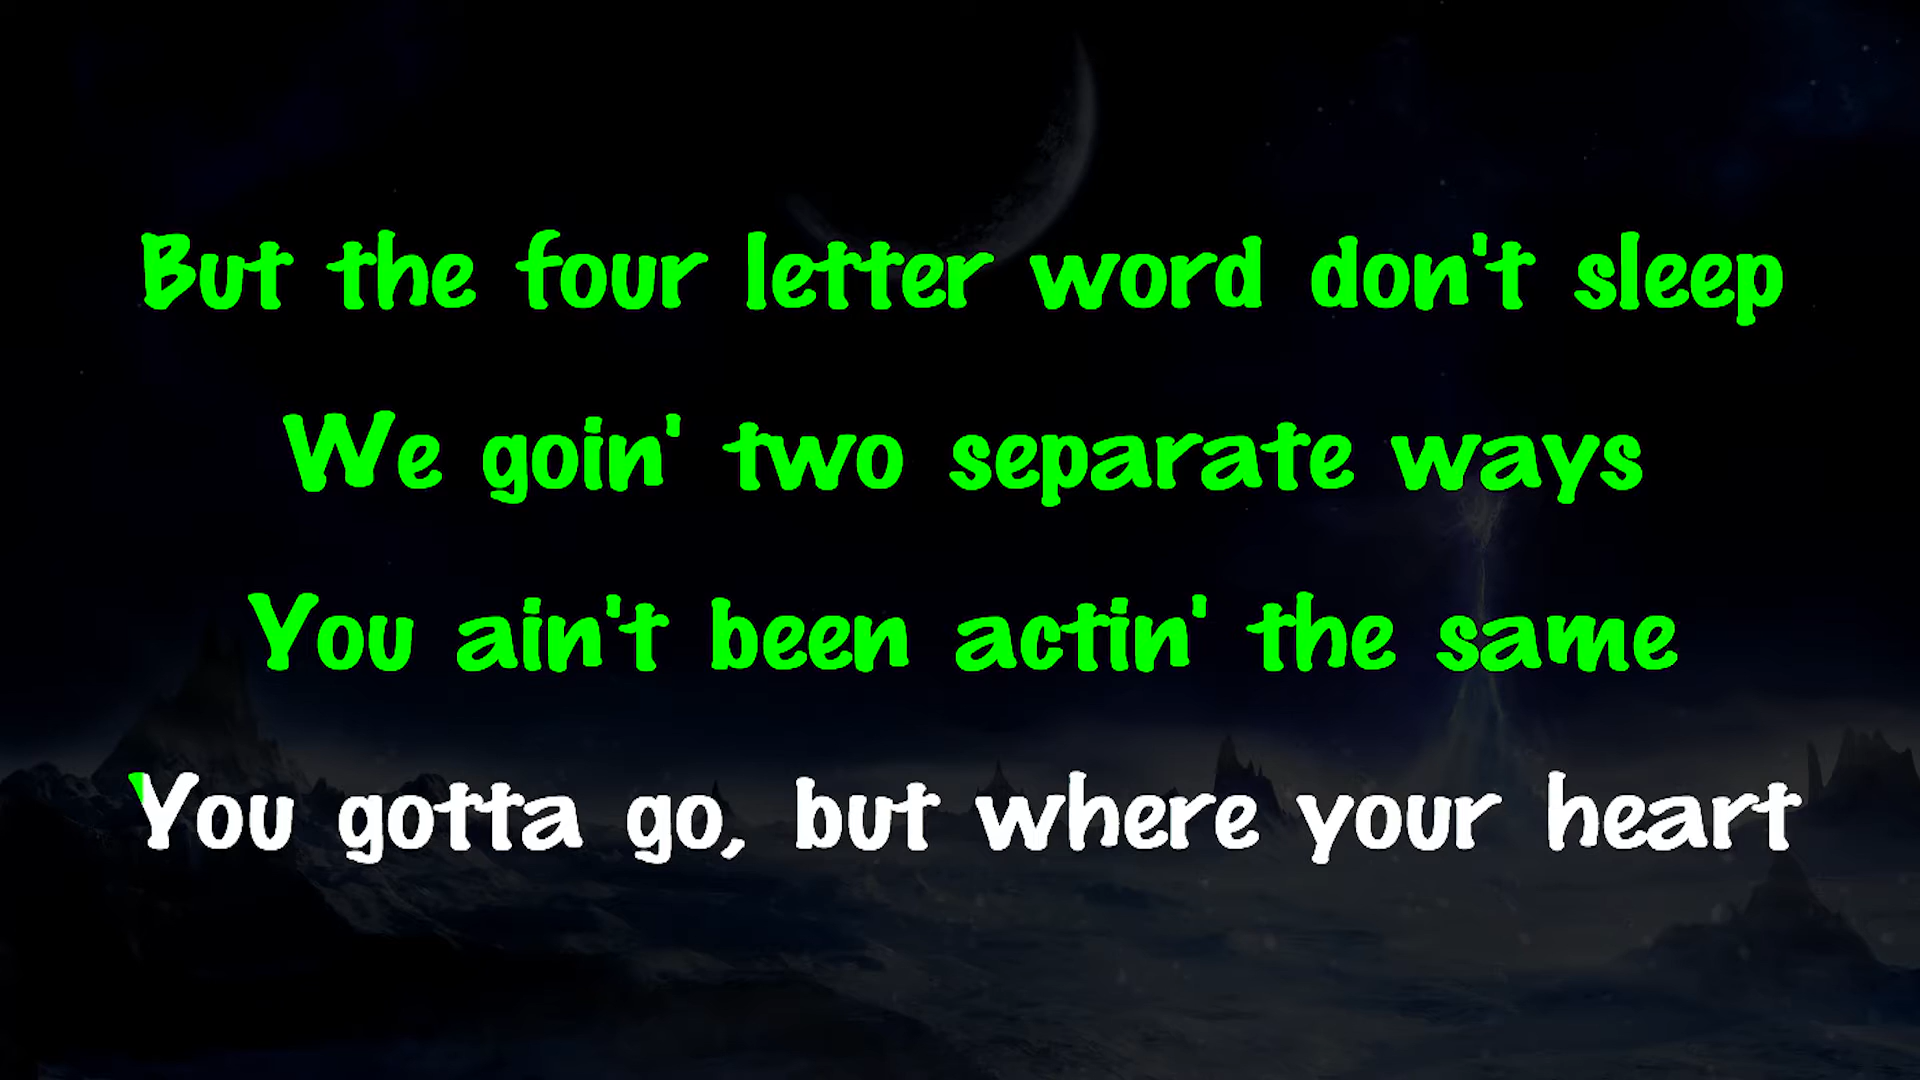 But the four letter word don't sleep
We goin' two separate ways
You ain't been actin' the same
You gotta go, but where your heart